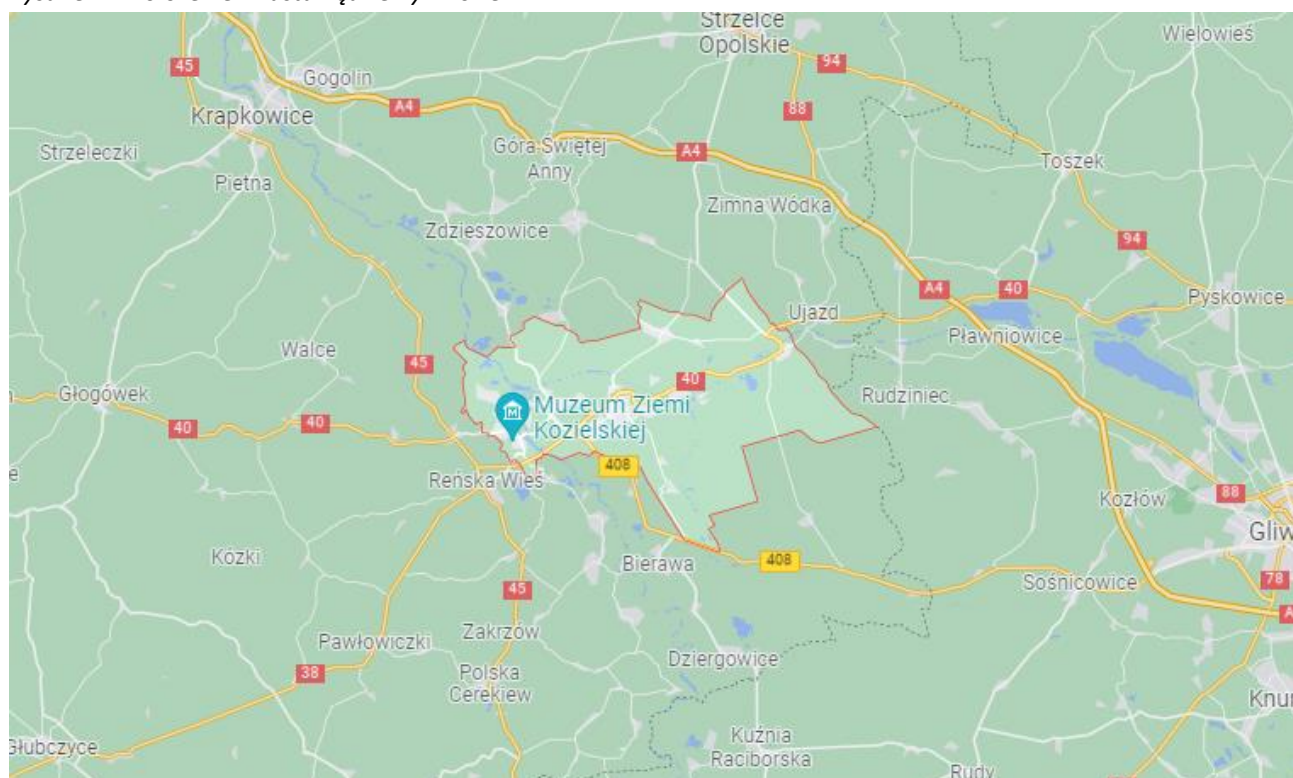 Strzelce
Opolskie
Wielowieś
45
94
Gogolin
88
A4
Krapkowice
Góra Świętej
Anny
A4
Strzeleczki
Toszek
Pietna
Zimna Wódka
Zdzieszowice
94
A4
40
Pyskowice
Ujazd
Pławniowice
Walce
45
40
Głogówek
Rudziniec
Muzeum Ziemi
Kozielskiej
40
40
408
Reńska Wieś
88
Kozłów
Gliw
Kózki
Bierawa
408
78
Sośnicowice
45
A
Zakrzów
Pawłowiczki
Dziergowice
38
Polska
Cerekiew
Knu
Kuźnia
Raciborska
Głubczyce
Rudy